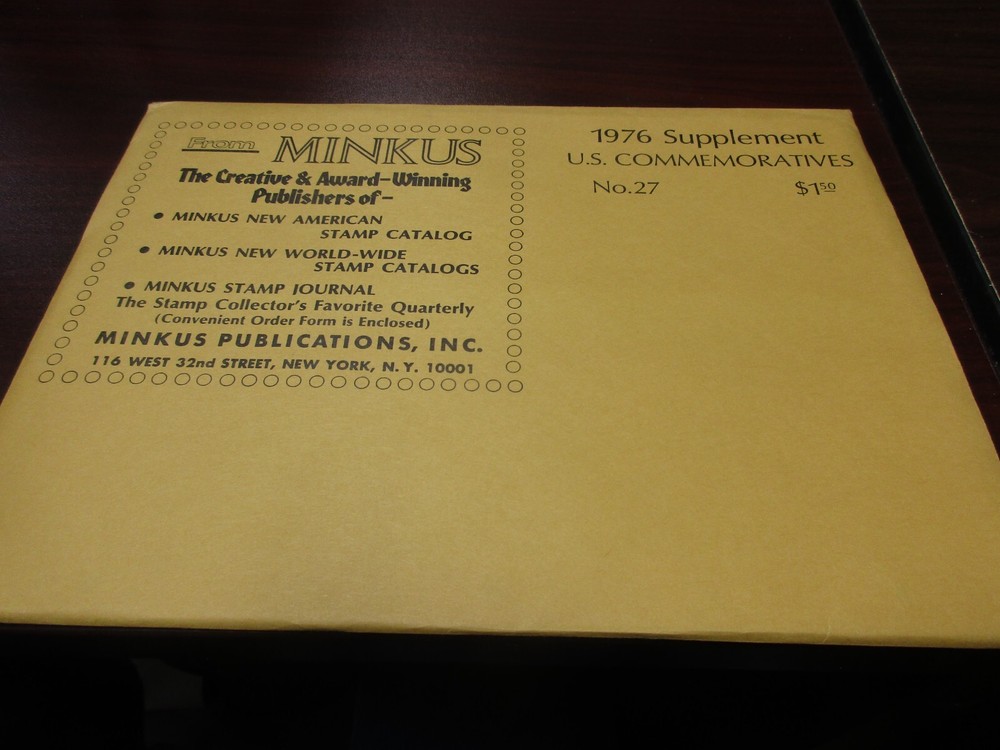 From MINKUS
The Creative & Award-Winning
Publishers of-
• MINKUS NEW AMERICAN
STAMP CATALOG
• MINKUS NEW WORLD-WIDE
STAMP CATALOGS
• MINKUS STAMP JOURNAL
The Stamp Collector's Favorite Quarterly
(Convenient Order Form is Enclosed)
MINKUS PUBLICATIONS, INC.
116 WEST 32nd STREET, NEW YORK, N.Y. 10001
1976 Supplement
U.S. COMMEMORATIVES
No.27 $150